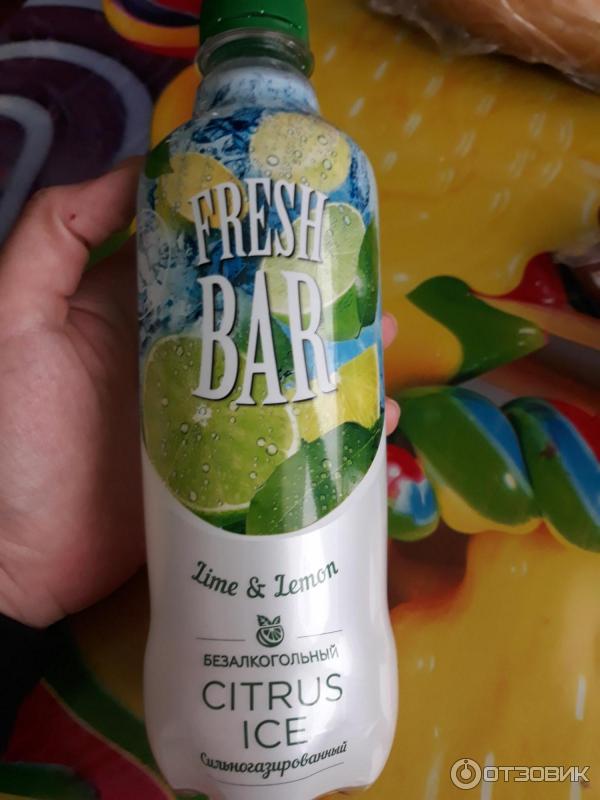 FRESH
BAR
Lime & Lemon
БЕЗАЛКОГОЛЬНЫЙ
CITRUS
ICE
Сильногазированный
ОТЗОВИК